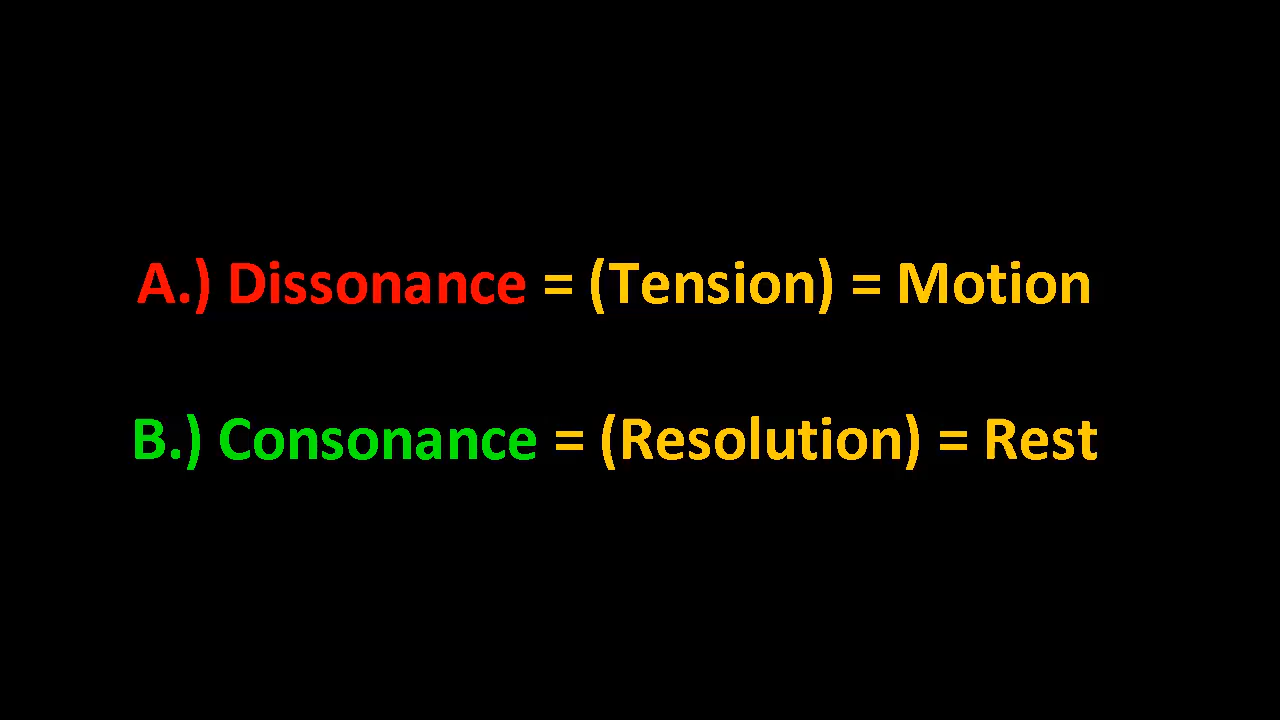 A.) Dissonance = (Tension) = Motion
B.) Consonance = (Resolution) = Rest